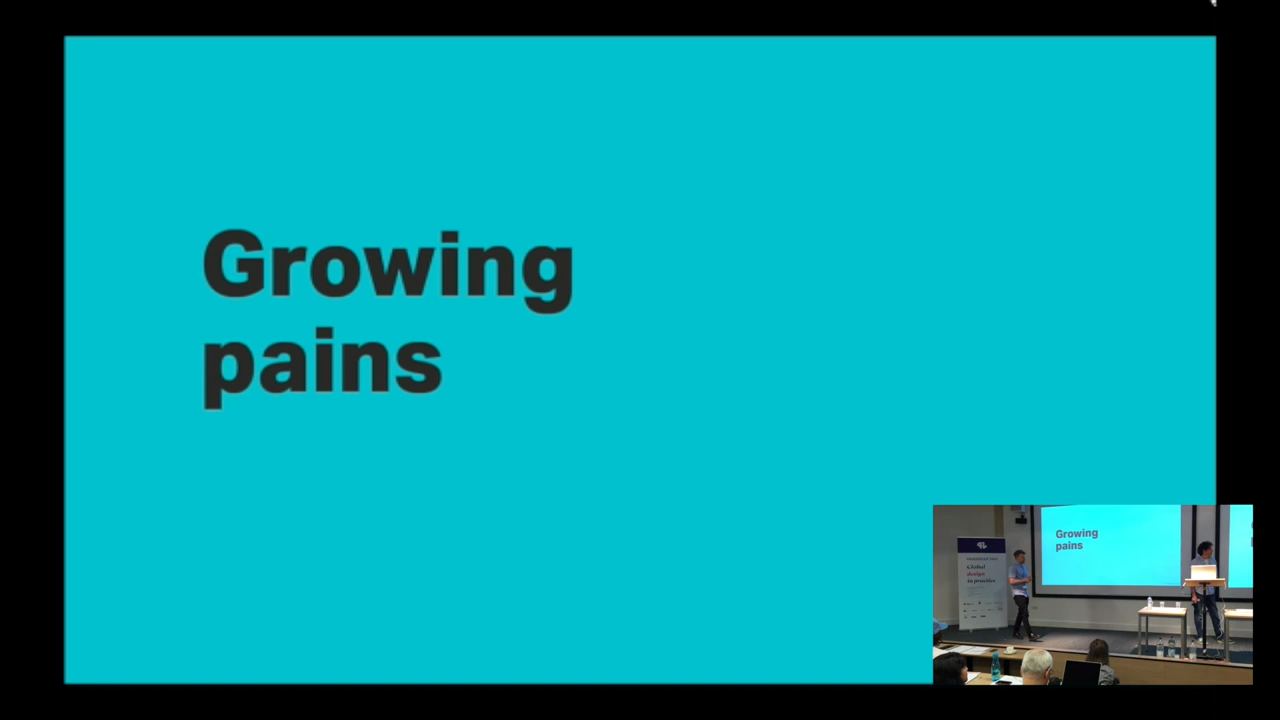 Growing
pains
Growing
pains
Global
design
in practice